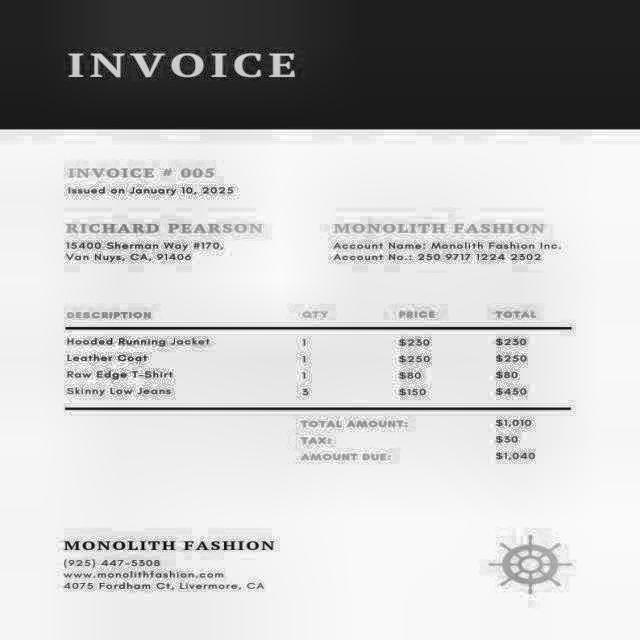 INVOICE
INVOICE # 005
Issued on January 10, 2025
RICHARD PEARSON
15400 Sherman Way #170,
Van Nuys, CA, 91406
MONOLITH FASHION
Account Name: Monolith Fashion Inc.
Account No.: 250 9717 1224 2302
DESCRIPTION QTY PRICE TOTAL
Hooded Running Jacket 1 $230 $230
Leather Coat 1 $250 $250
Raw Edge T-Shirt 1 $80 $80
Skinny Low Jeans 3 $150 $450
TOTAL AMOUNT: $1,010
TAX: $30
AMOUNT DUE: $1,040
MONOLITH FASHION
(925) 447-5308
www.monolithfashion.com
4075 Fordham Ct, Livermore, CA